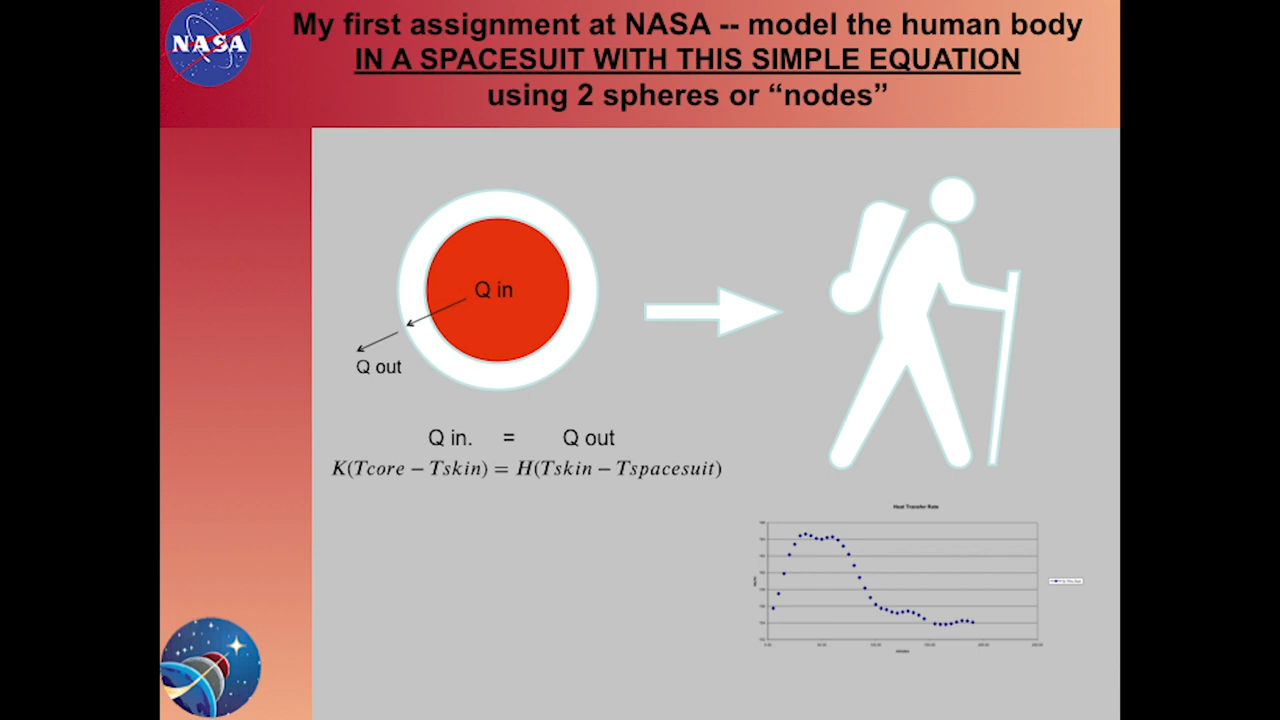 NASA
My first assignment at NASA -- model the human body
IN A SPACESUIT WITH THIS SIMPLE EQUATION
using 2 spheres or “nodes”
Q in
Q out
Q in. = Q out
K(Tcore − Tskin) = H(Tskin − Tspacesuit)
Heat Transfer Rate